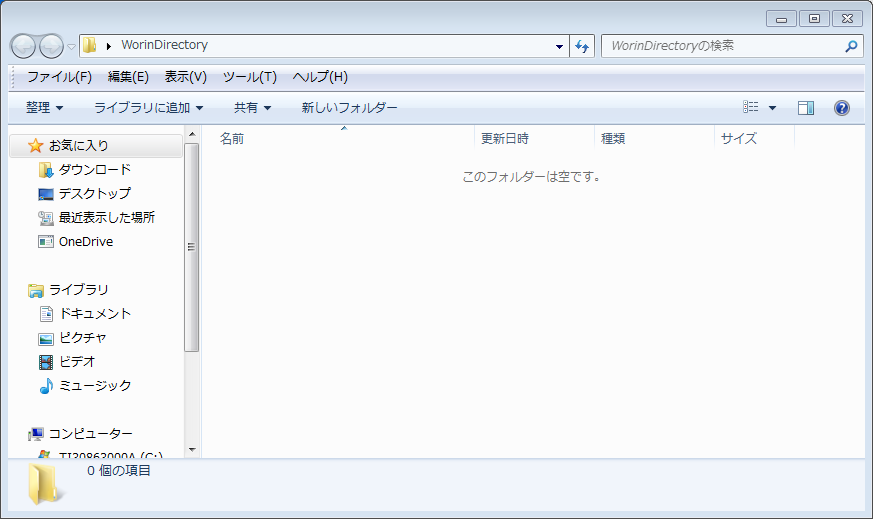 WorinDirectory
WorinDirectoryの検索
ファイル(F) 編集(E) 表示(V) ツール(T) ヘルプ(H)
整理 ライブラリに追加 共有 新しいフォルダー
お気に入り
ダウンロード
デスクトップ
最近表示した場所
OneDrive
ライブラリ
ドキュメント
ピクチャ
ビデオ
ミュージック
コンピューター
TI30863000A (C:)
名前 更新日時 種類 サイズ
このフォルダーは空です。
0 個の項目